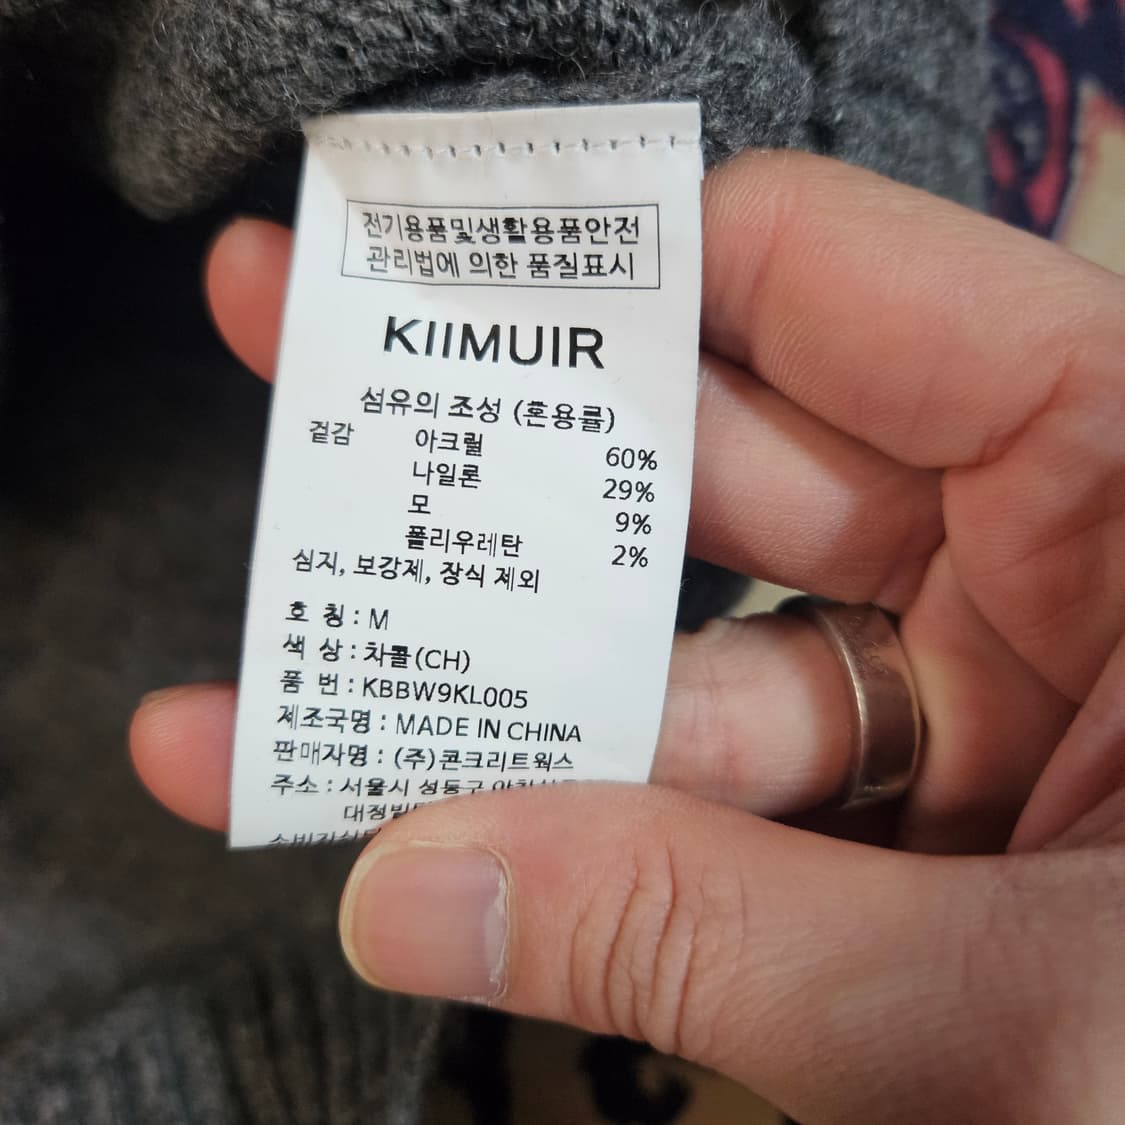 전기용품및생활용품안전
관리법에 의한 품질표시
KIIMUIR
섬유의 조성 (혼용률)
겉감 아크릴 60%
나일론 29%
모 9%
폴리우레탄 2%
심지, 보강제, 장식 제외
호 칭 : M
색 상 : 차콜(CH)
품 번 : KBBW9KL005
제조국명 : MADE IN CHINA
판매자명 : (주)콘크리트웍스
주소 : 서울시 성동구